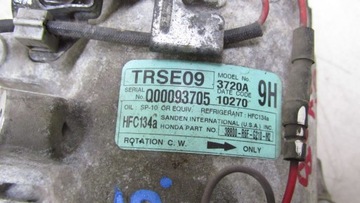 TRSE09 MODEL NO. 3720A 9H
SERIAL NO. 000093705 DATE CODE 10270
OIL : SP-10 OR EQUIV. REFRIGERANT : HFC134a
HFC134a SANDEN INTERNATIONAL (U.S.A.) INC.
HONDA PART NO.
ROTATION C.W. ONLY